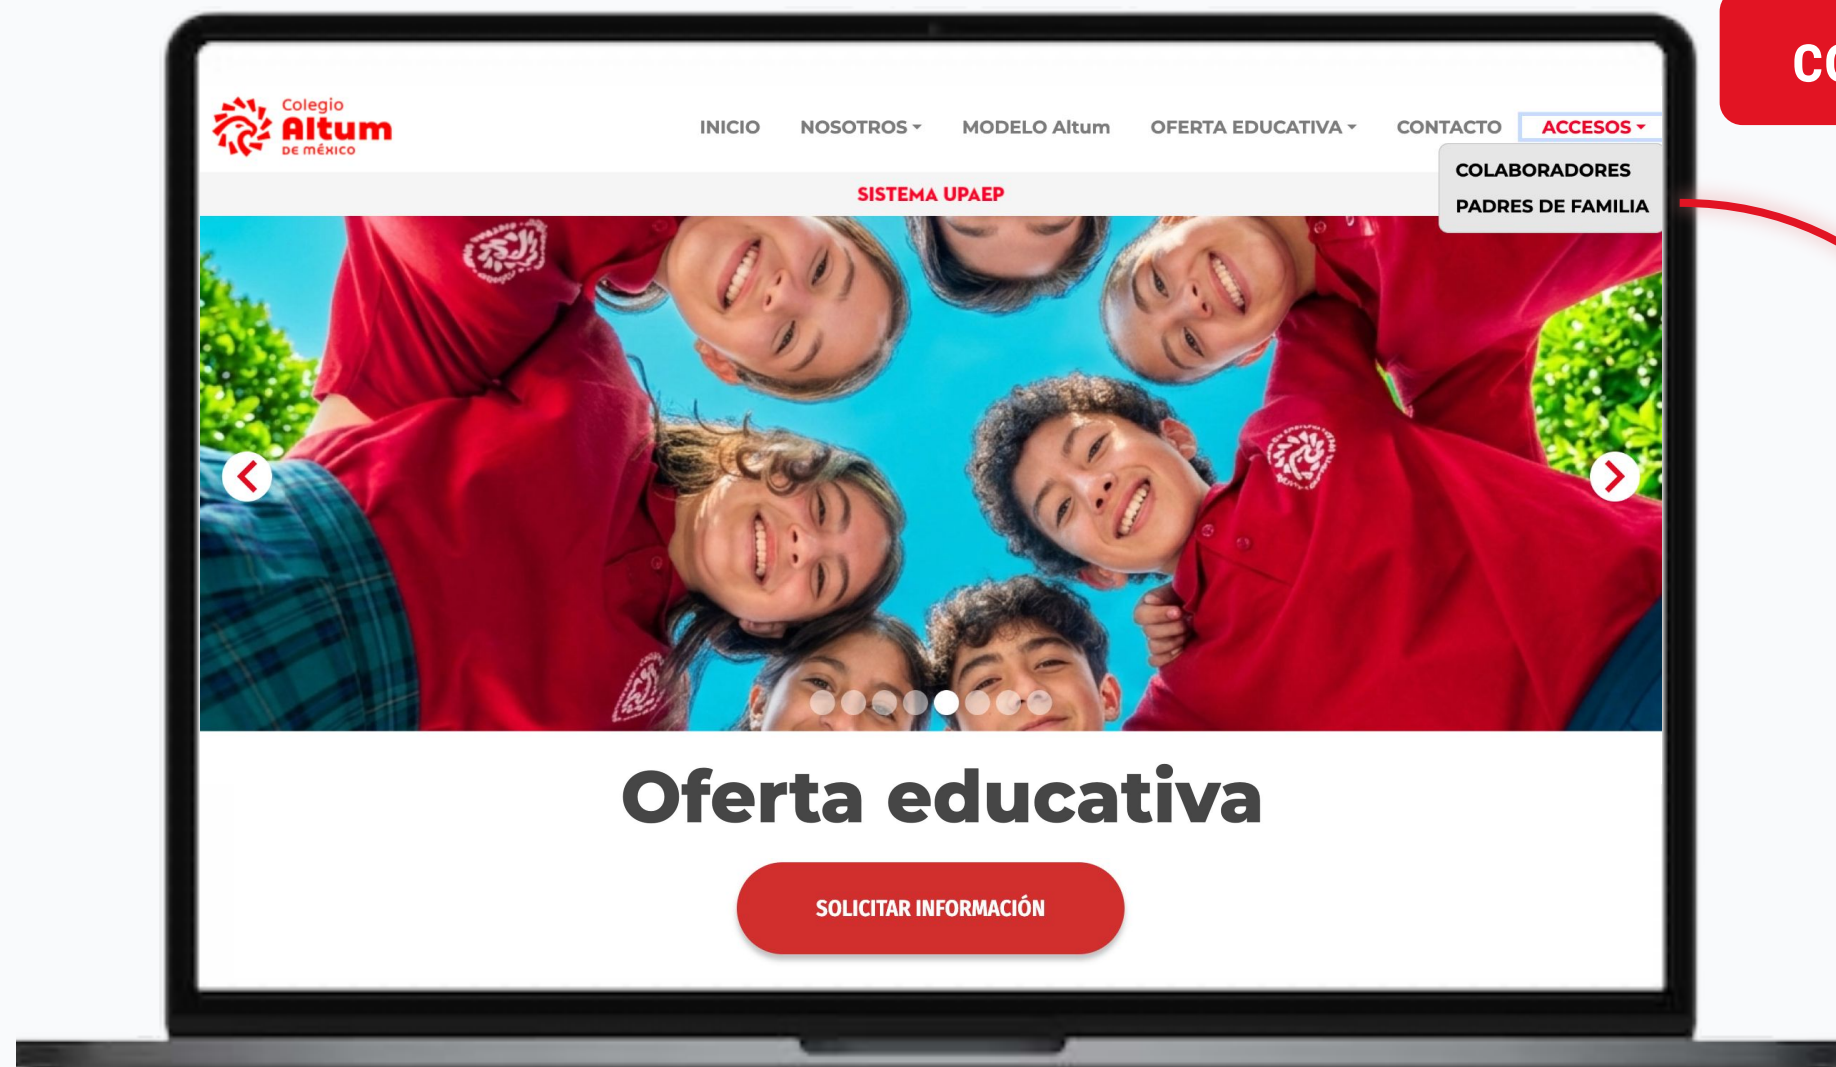 Colegio
Altum
DE MÉXICO
INICIO NOSOTROS MODELO Altum OFERTA EDUCATIVA CONTACTO ACCESOS
COLABORADORES
PADRES DE FAMILIA
SISTEMA UPAEP
Oferta educativa
SOLICITAR INFORMACIÓN